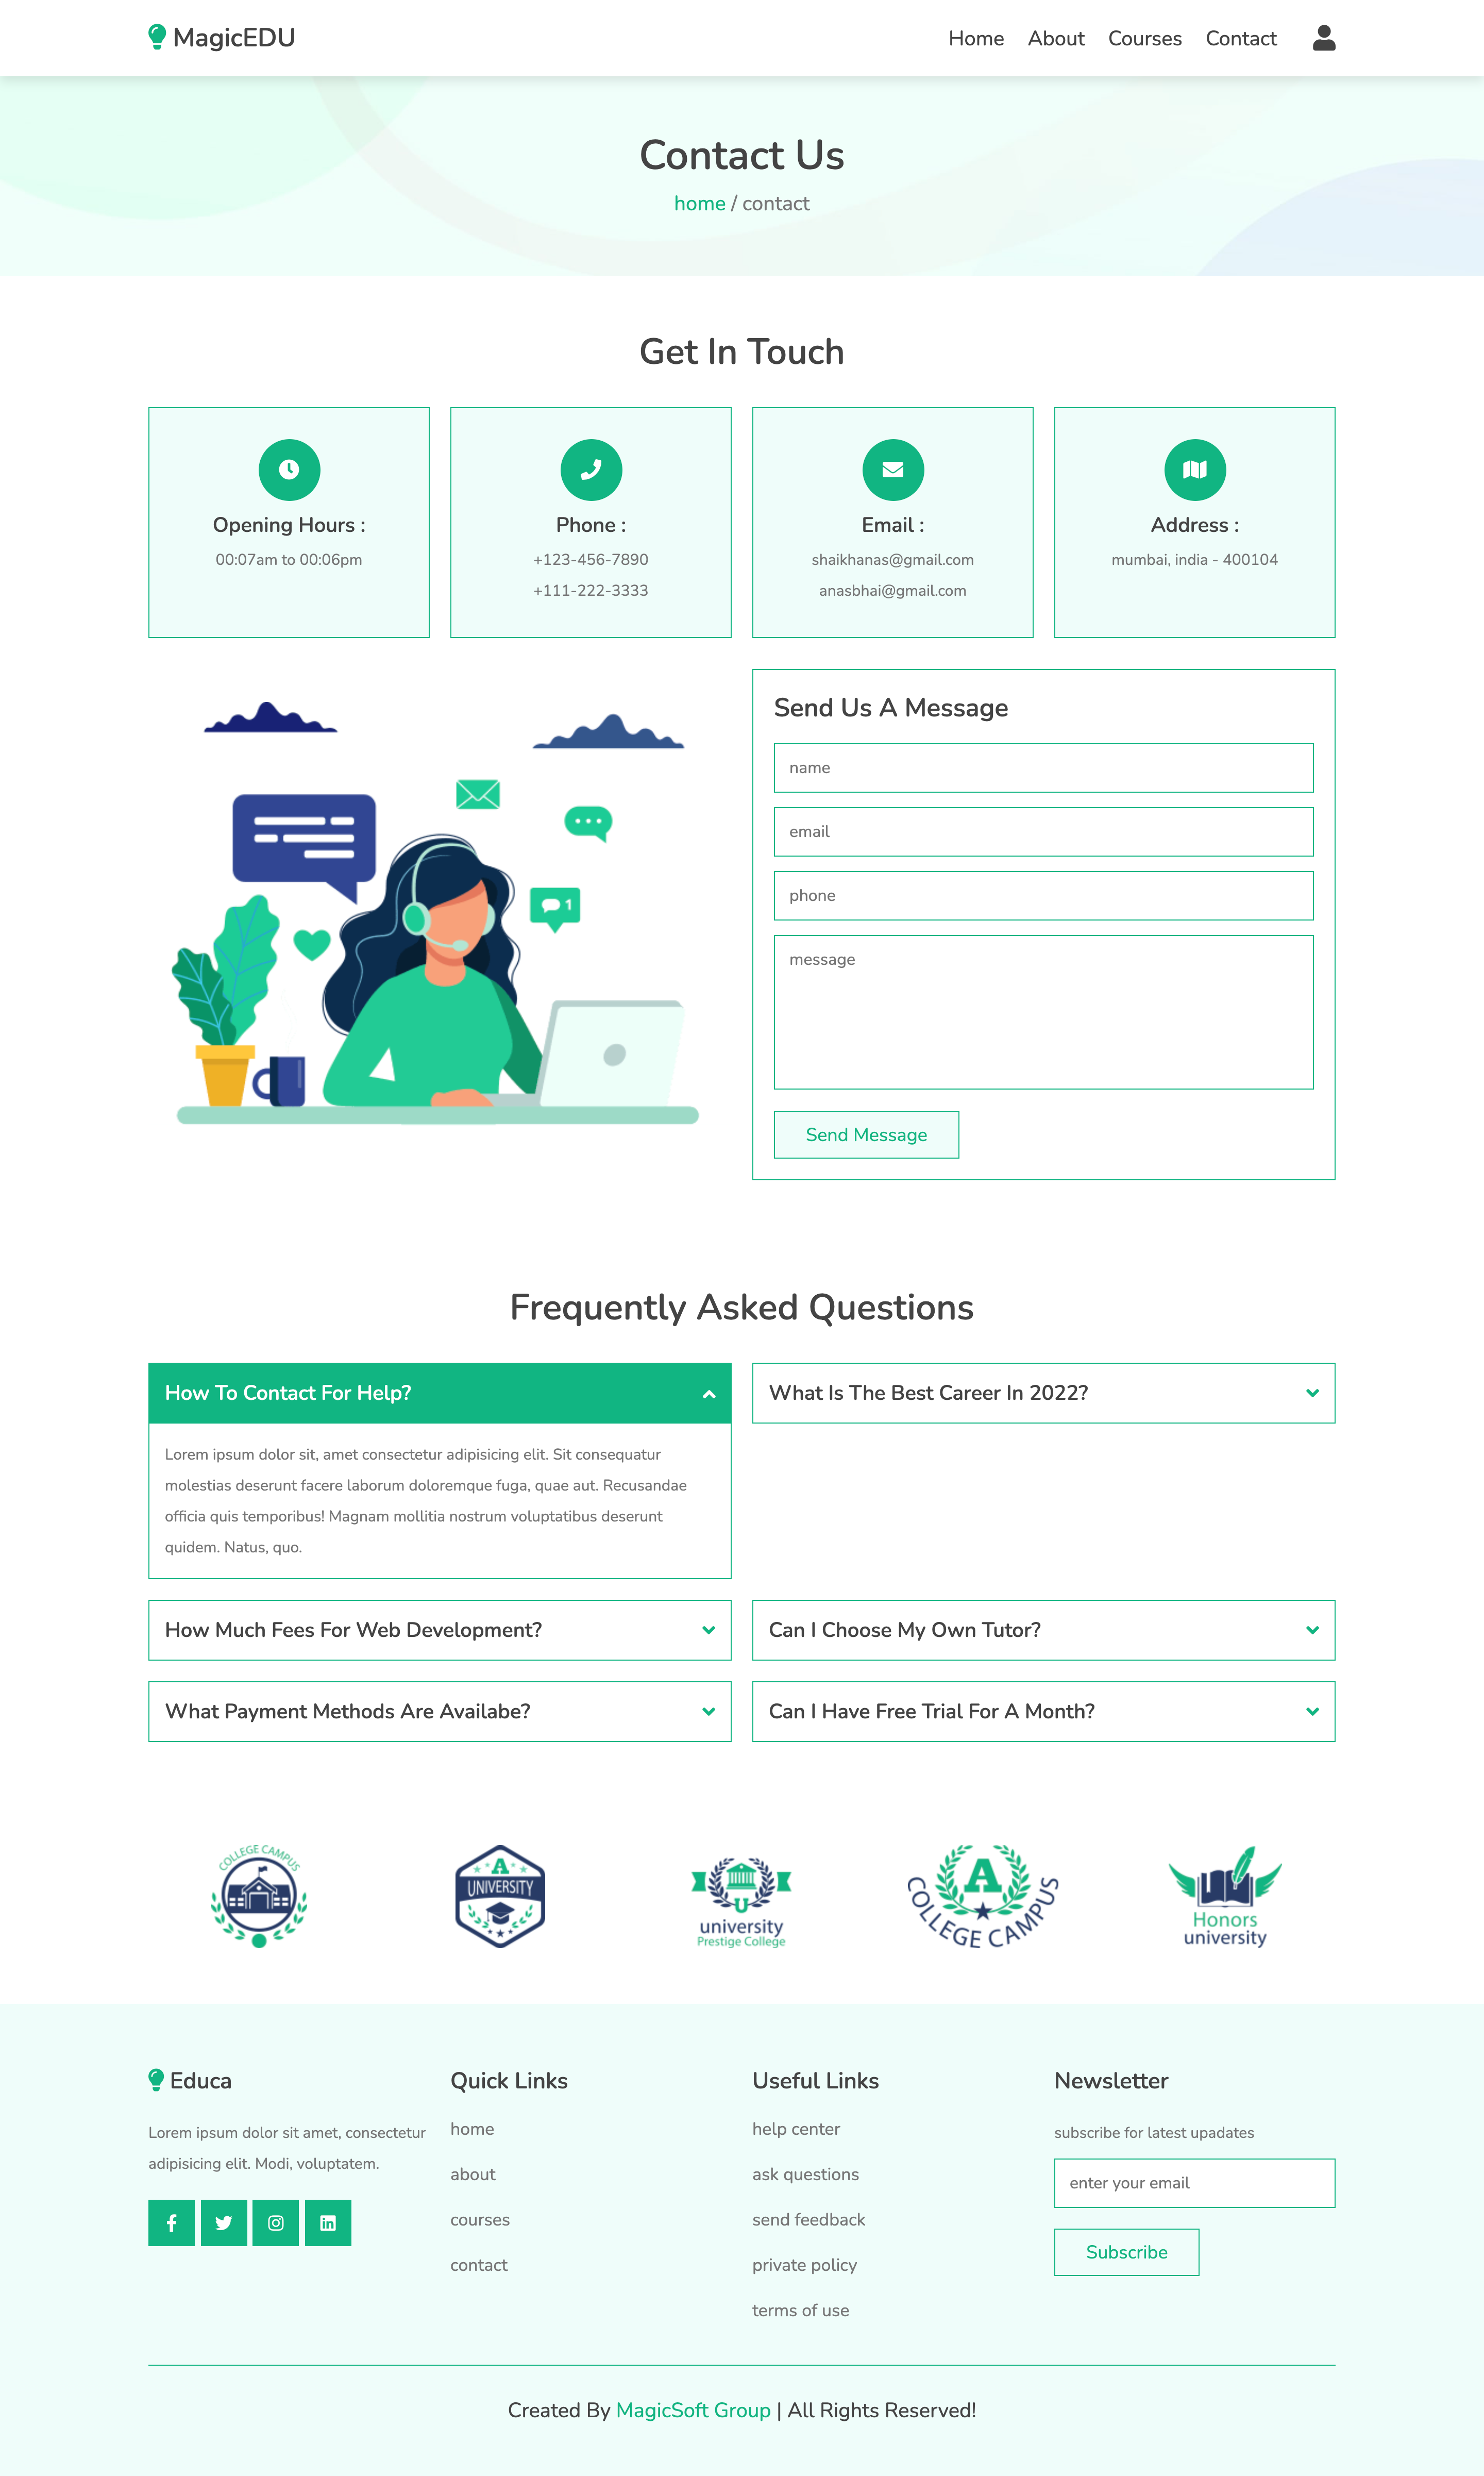 MagicEDU
Home About Courses Contact
Contact Us
home / contact
Get In Touch
Opening Hours :
00:07am to 00:06pm
Phone :
+123-456-7890
+111-222-3333
Email :
shaikhanas@gmail.com
anasbhai@gmail.com
Address :
mumbai, india - 400104
1
Send Us A Message
name
email
phone
message
Send Message
Frequently Asked Questions
How To Contact For Help?
Lorem ipsum dolor sit, amet consectetur adipisicing elit. Sit consequatur
molestias deserunt facere laborum doloremque fuga, quae aut. Recusandae
officia quis temporibus! Magnam mollitia nostrum voluptatibus deserunt
quidem. Natus, quo.
What Is The Best Career In 2022?
How Much Fees For Web Development?
Can I Choose My Own Tutor?
What Payment Methods Are Availabe?
Can I Have Free Trial For A Month?
COLLEGE CAMPUS
A
UNIVERSITY
U
university
Prestige College
A
COLLEGE CAMPUS
Honors
university
Educa
Lorem ipsum dolor sit amet, consectetur
adipisicing elit. Modi, voluptatem.
Quick Links
home
about
courses
contact
Useful Links
help center
ask questions
send feedback
private policy
terms of use
Newsletter
subscribe for latest upadates
enter your email
Subscribe
Created By MagicSoft Group | All Rights Reserved!